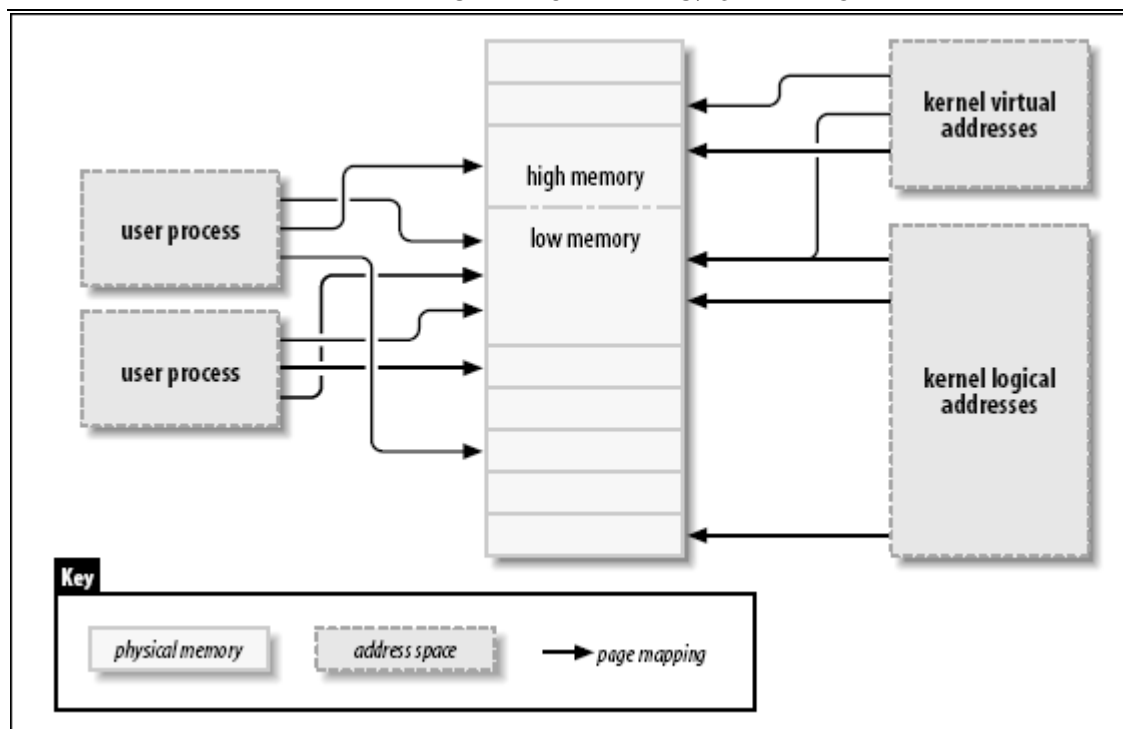 high memory
low memory
user process
user process
kernel virtual
addresses
kernel logical
addresses
Key
physical memory
address space
page mapping